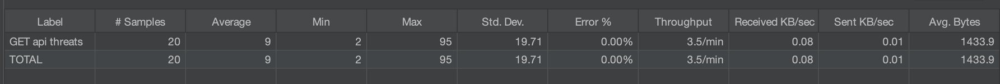 Label # Samples Average Min Max Std. Dev. Error % Throughput Received KB/sec Sent KB/sec Avg. Bytes
GET api threats 20 9 2 95 19.71 0.00% 3.5/min 0.08 0.01 1433.9
TOTAL 20 9 2 95 19.71 0.00% 3.5/min 0.08 0.01 1433.9